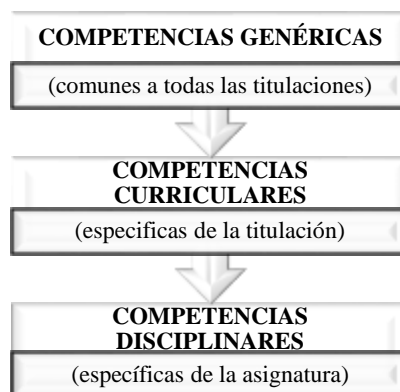 COMPETENCIAS GENÉRICAS
(comunes a todas las titulaciones)
COMPETENCIAS
CURRICULARES
(especificas de la titulación)
COMPETENCIAS
DISCIPLINARES
(específicas de la asignatura)